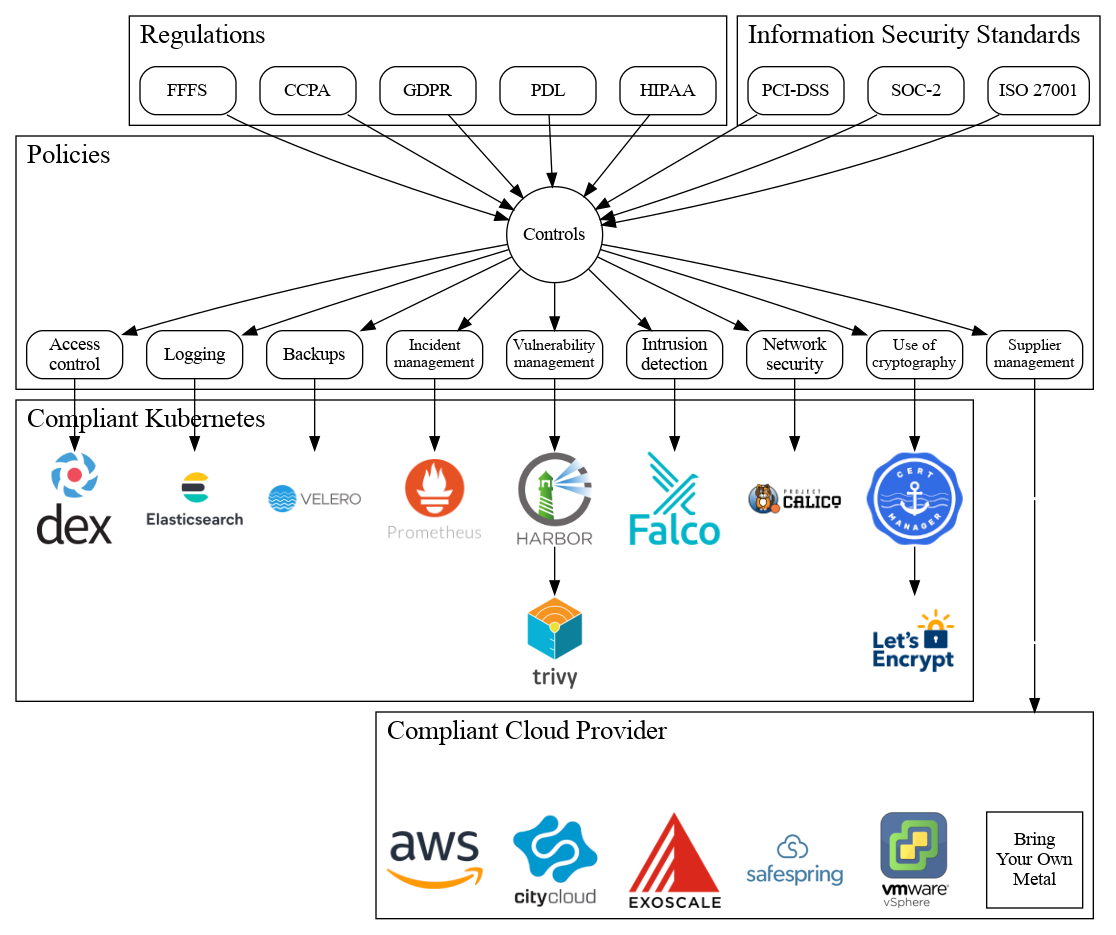 Regulations
Information Security Standards
FFFS
CCPA
GDPR
PDL
HIPAA
PCI-DSS
SOC-2
ISO 27001
Policies
Controls
Access
control
Logging
Backups
Incident
management
Vulnerability
management
Intrusion
detection
Network
security
Use of
cryptography
Supplier
management
Compliant Kubernetes
dex
Elasticsearch
VELERO
Prometheus
HARBOR
Falco
PROJECT
CALICO
CERT
MANAGER
trivy
Let's
Encrypt
Compliant Cloud Provider
aws
citycloud
EXOSCALE
safespring
vmware®
vSphere
Bring
Your Own
Metal